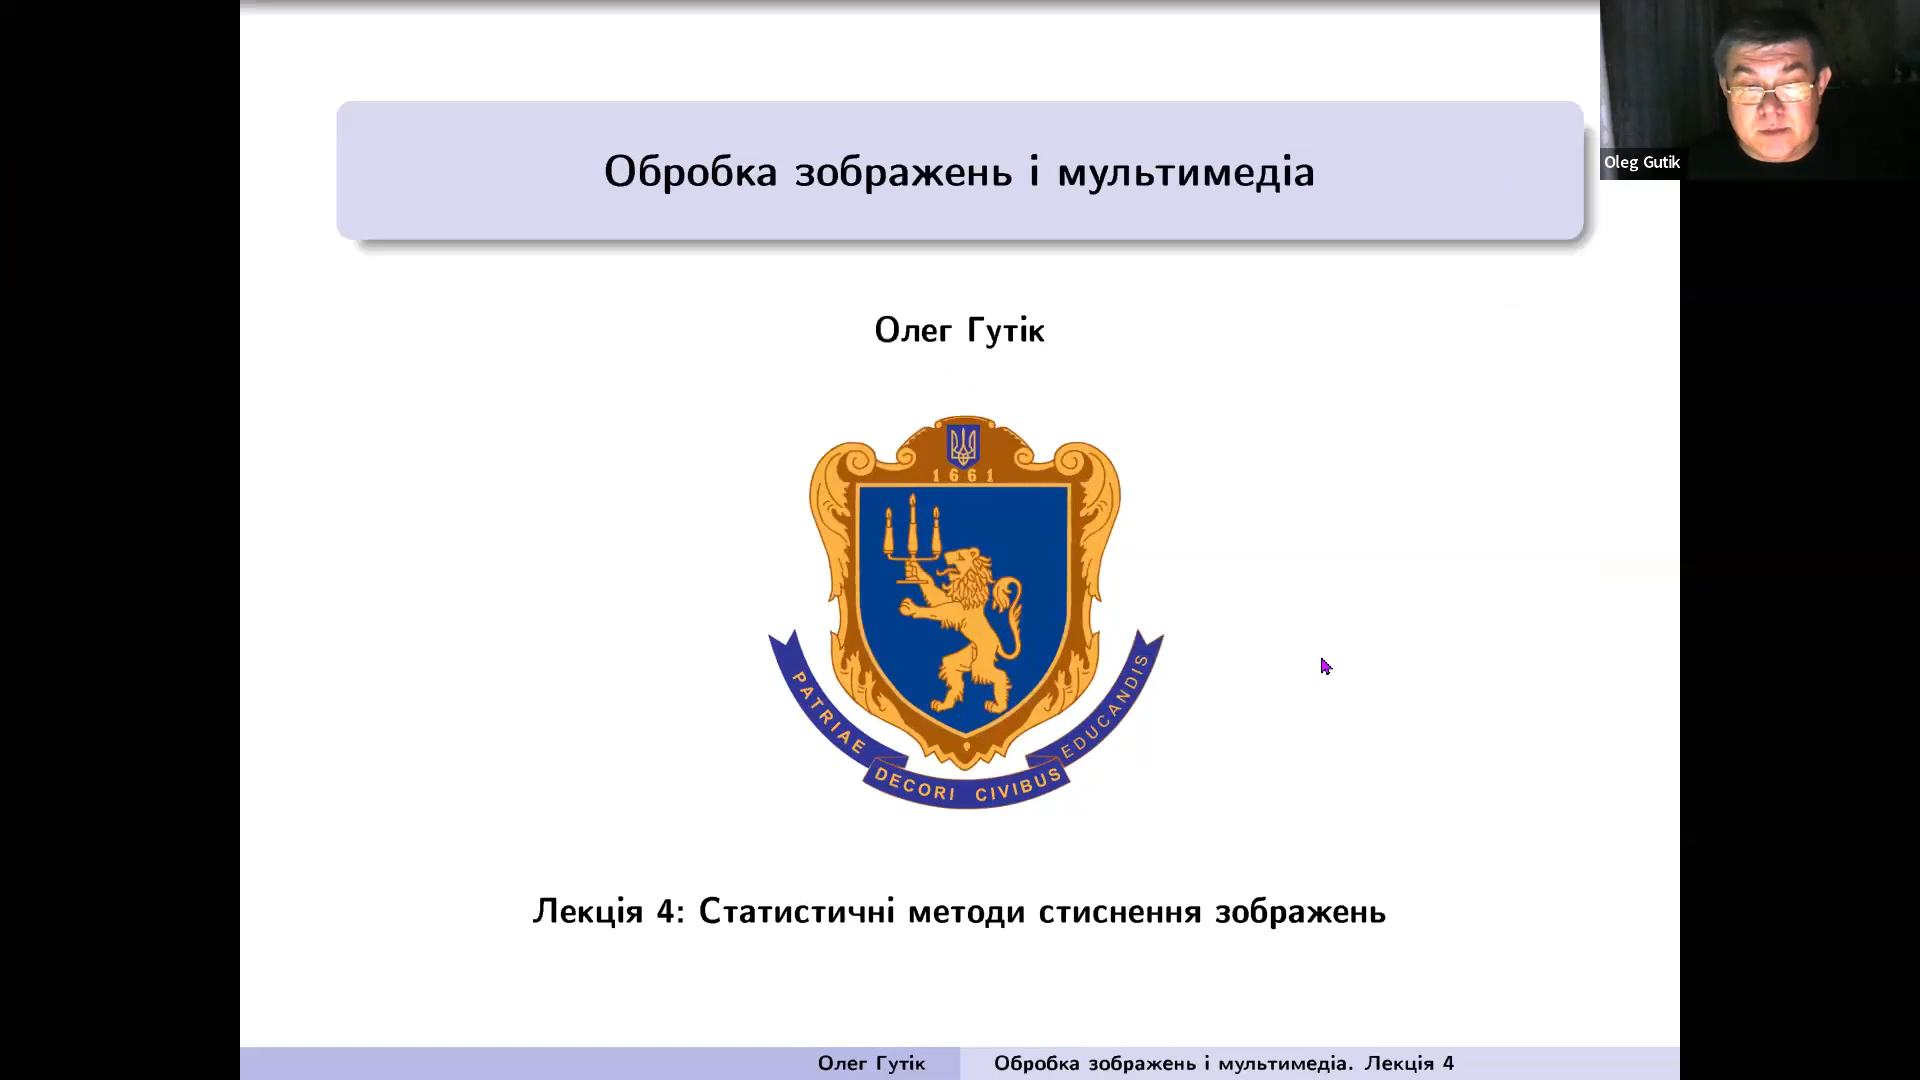 Обробка зображень і мультимедіа
Oleg Gutik
Олег Гутік
1661
PATRIAE DECORI CIVIBUS EDUCANDIS
Лекція 4: Статистичні методи стиснення зображень
Олег Гутік
Обробка зображень і мультимедіа. Лекція 4